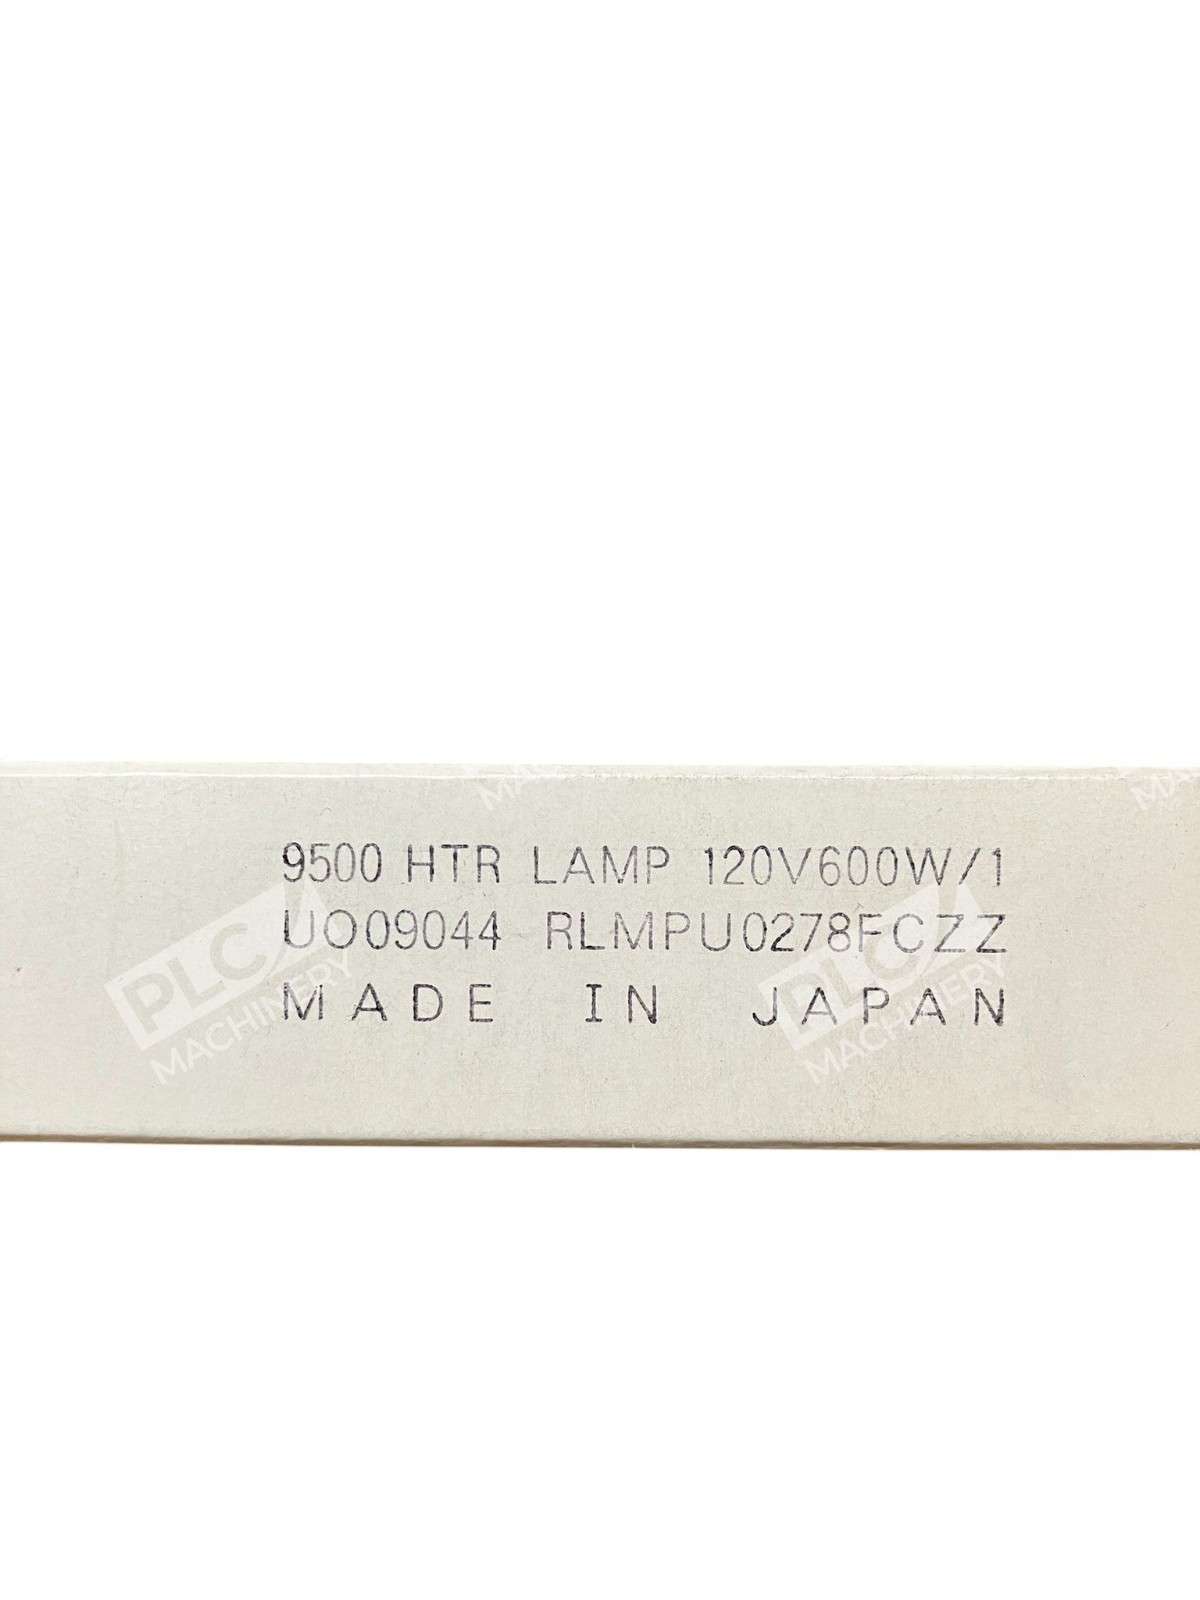 9500 HTR LAMP 120V600W/1
UO09044 RLMPU0278FCZZ
MADE IN JAPAN
PLC
MACHINERY
PLC
MACHINERY